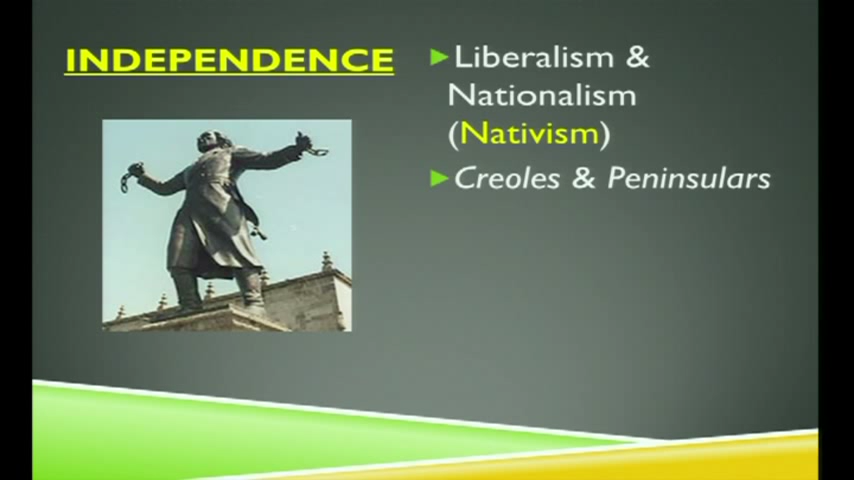 INDEPENDENCE
Liberalism &
Nationalism
(Nativism)
Creoles & Peninsulars